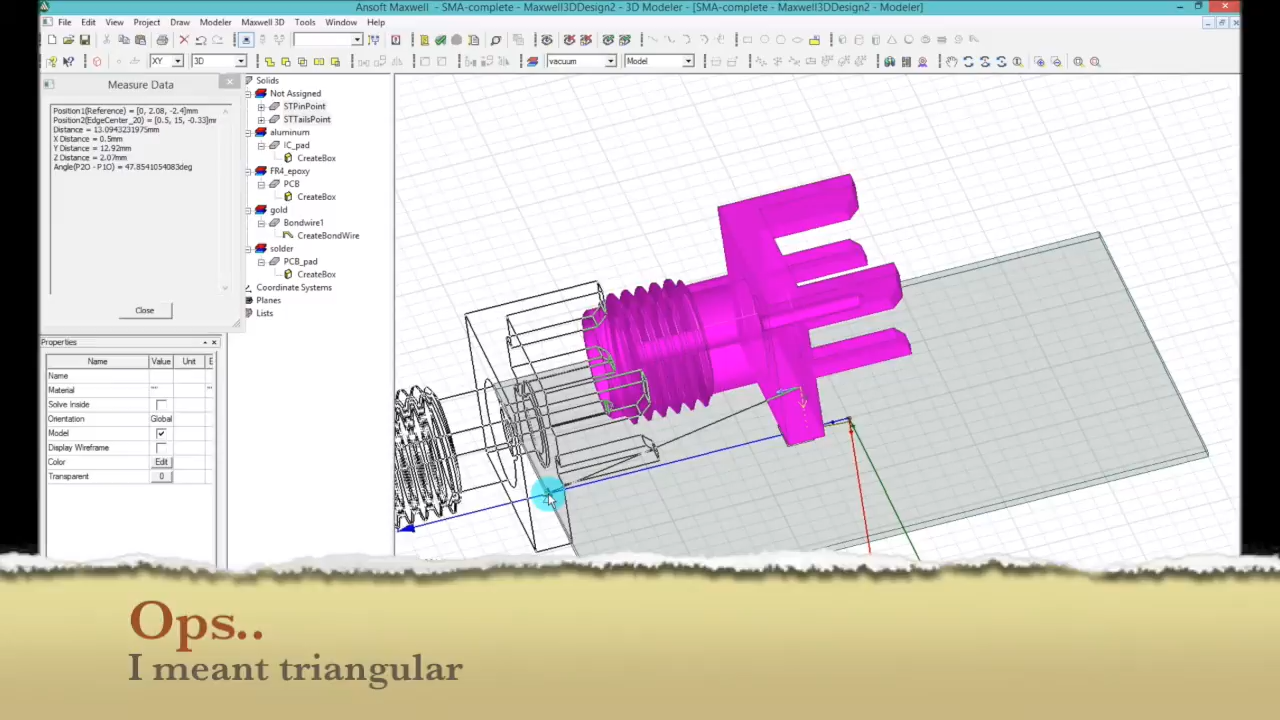 Ansoft Maxwell - SMA-complete - Maxwell3DDesign2 - 3D Modeler - [SMA-complete - Maxwell3DDesign2 - Modeler]
File Edit View Project Draw Modeler Maxwell 3D Tools Window Help
XY 3D vacuum Model
Measure Data
Position1(Reference) = [0, 2.08, -2.4]mm
Position2(EdgeCenter_20) = [0.5, 15, -0.33]mm
Distance = 13.0943231975mm
X Distance = 0.5mm
Y Distance = 12.92mm
Z Distance = 2.07mm
Angle(P2O - P1O) = 47.8541054083deg
Close
Solids
Not Assigned
STPinPoint
STTailsPoint
aluminum
IC_pad
CreateBox
FR4_epoxy
PCB
CreateBox
gold
Bondwire1
CreateBondWire
solder
PCB_pad
CreateBox
Coordinate Systems
Planes
Lists
Properties
Name Value Unit E
Name
Material ""
Solve Inside
Orientation Global
Model
Display Wireframe
Color Edit
Transparent 0
Ops..
I meant triangular